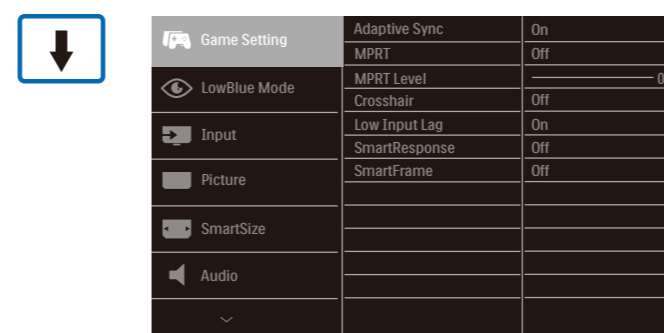 Game Setting
LowBlue Mode
Input
Picture
SmartSize
Audio
Adaptive Sync On
MPRT Off
MPRT Level 0
Crosshair Off
Low Input Lag On
SmartResponse Off
SmartFrame Off